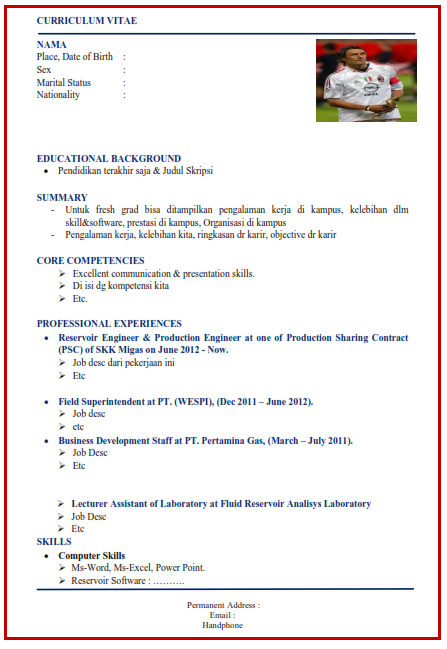 CURRICULUM VITAE
NAMA
Place, Date of Birth :
Sex :
Marital Status :
Nationality :
EDUCATIONAL BACKGROUND
• Pendidikan terakhir saja & Judul Skripsi
SUMMARY
- Untuk fresh grad bisa ditampilkan pengalaman kerja di kampus, kelebihan dlm
skill&software, prestasi di kampus, Organisasi di kampus
- Pengalaman kerja, kelebihan kita, ringkasan dr karir, objective dr karir
CORE COMPETENCIES
➢ Excellent communication & presentation skills.
➢ Di isi dg kompetensi kita
➢ Etc.
PROFESSIONAL EXPERIENCES
• Reservoir Engineer & Production Engineer at one of Production Sharing Contract
(PSC) of SKK Migas on June 2012 - Now.
➢ Job desc dari pekerjaan ini
➢ Etc
• Field Superintendent at PT. (WESPI), (Dec 2011 – June 2012).
➢ Job desc
➢ etc
• Business Development Staff at PT. Pertamina Gas, (March – July 2011).
➢ Job Desc
➢ Etc
➢ Lecturer Assistant of Laboratory at Fluid Reservoir Analisys Laboratory
➢ Job Desc
➢ Etc
SKILLS
• Computer Skills
➢ Ms-Word, Ms-Excel, Power Point.
➢ Reservoir Software : ……….
Permanent Address :
Email :
Handphone